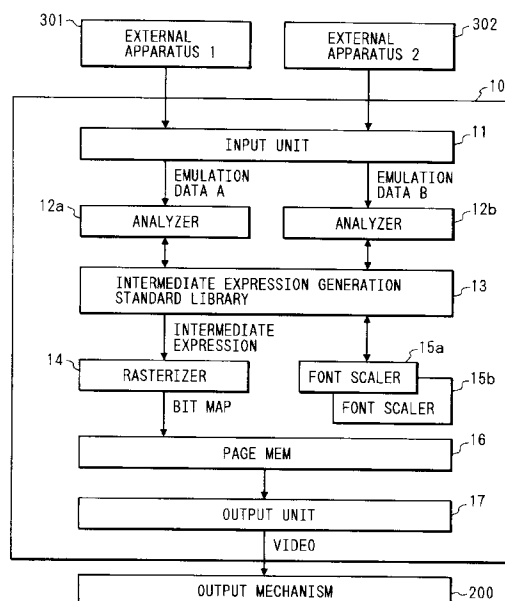 301
EXTERNAL
APPARATUS 1
EXTERNAL
APPARATUS 2
302
10
INPUT UNIT
11
EMULATION
DATA A
EMULATION
DATA B
12a
ANALYZER
ANALYZER
12b
INTERMEDIATE EXPRESSION GENERATION
STANDARD LIBRARY
13
INTERMEDIATE
EXPRESSION
14
RASTERIZER
15a
FONT SCALER
15b
FONT SCALER
BIT MAP
PAGE MEM
16
OUTPUT UNIT
17
VIDEO
OUTPUT MECHANISM
200